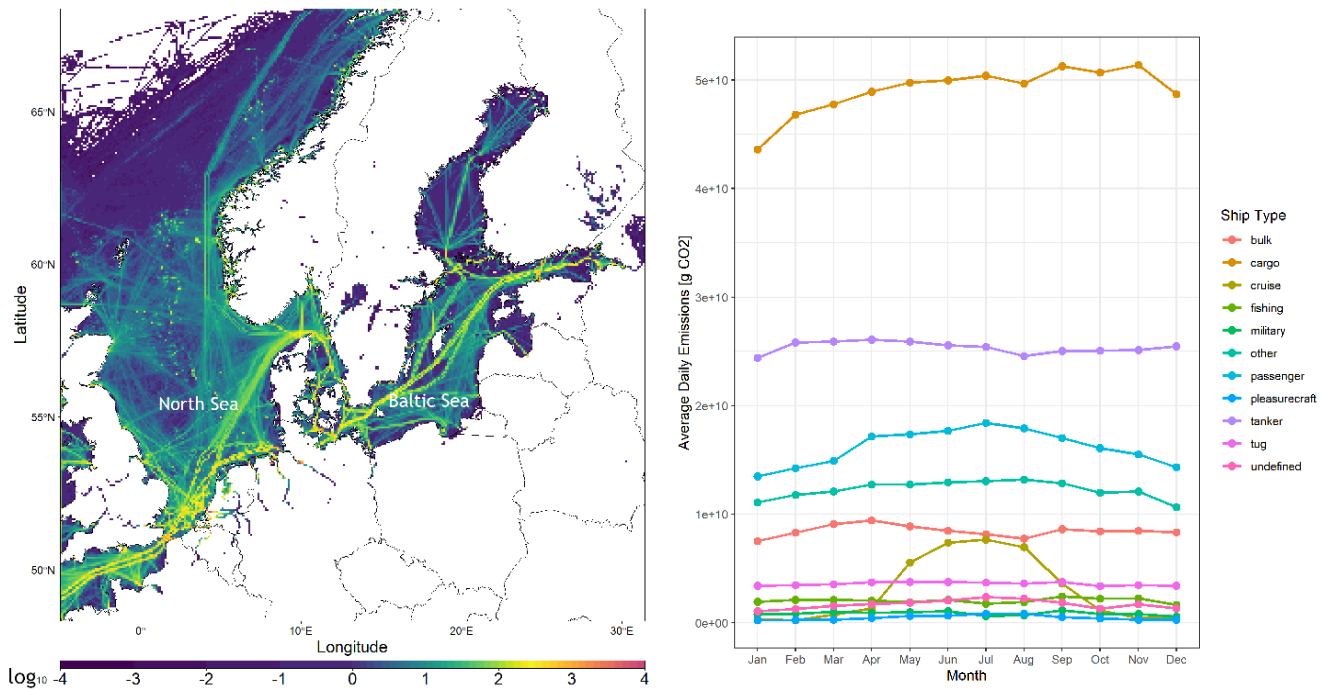 65°N
60°N
55°N
50°N
Latitude
North Sea
Baltic Sea
0°
10°E
20°E
30°E
Longitude
log₁₀ -4 -3 -2 -1 0 1 2 3 4
5e+10
4e+10
3e+10
2e+10
1e+10
0e+00
Average Daily Emissions [g CO2]
Jan Feb Mar Apr May Jun Jul Aug Sep Oct Nov Dec
Month
Ship Type
bulk
cargo
cruise
fishing
military
other
passenger
pleasurecraft
tanker
tug
undefined